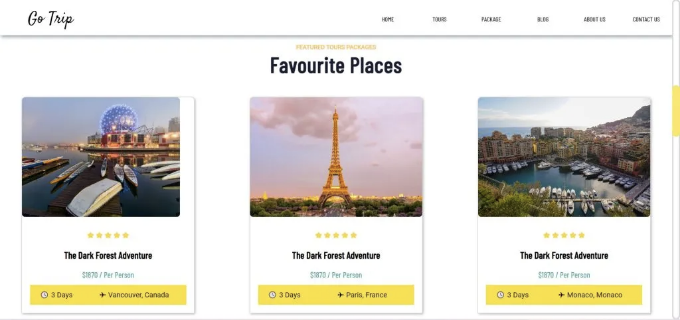 Go Trip
HOME TOURS PACKAGE BLOG ABOUT US CONTACT US
FEATURED TOURS PACKAGES
Favourite Places
The Dark Forest Adventure
$1870 / Per Person
3 Days Vancouver, Canada
The Dark Forest Adventure
$1870 / Per Person
3 Days Paris, France
The Dark Forest Adventure
$1870 / Per Person
3 Days Monaco, Monaco